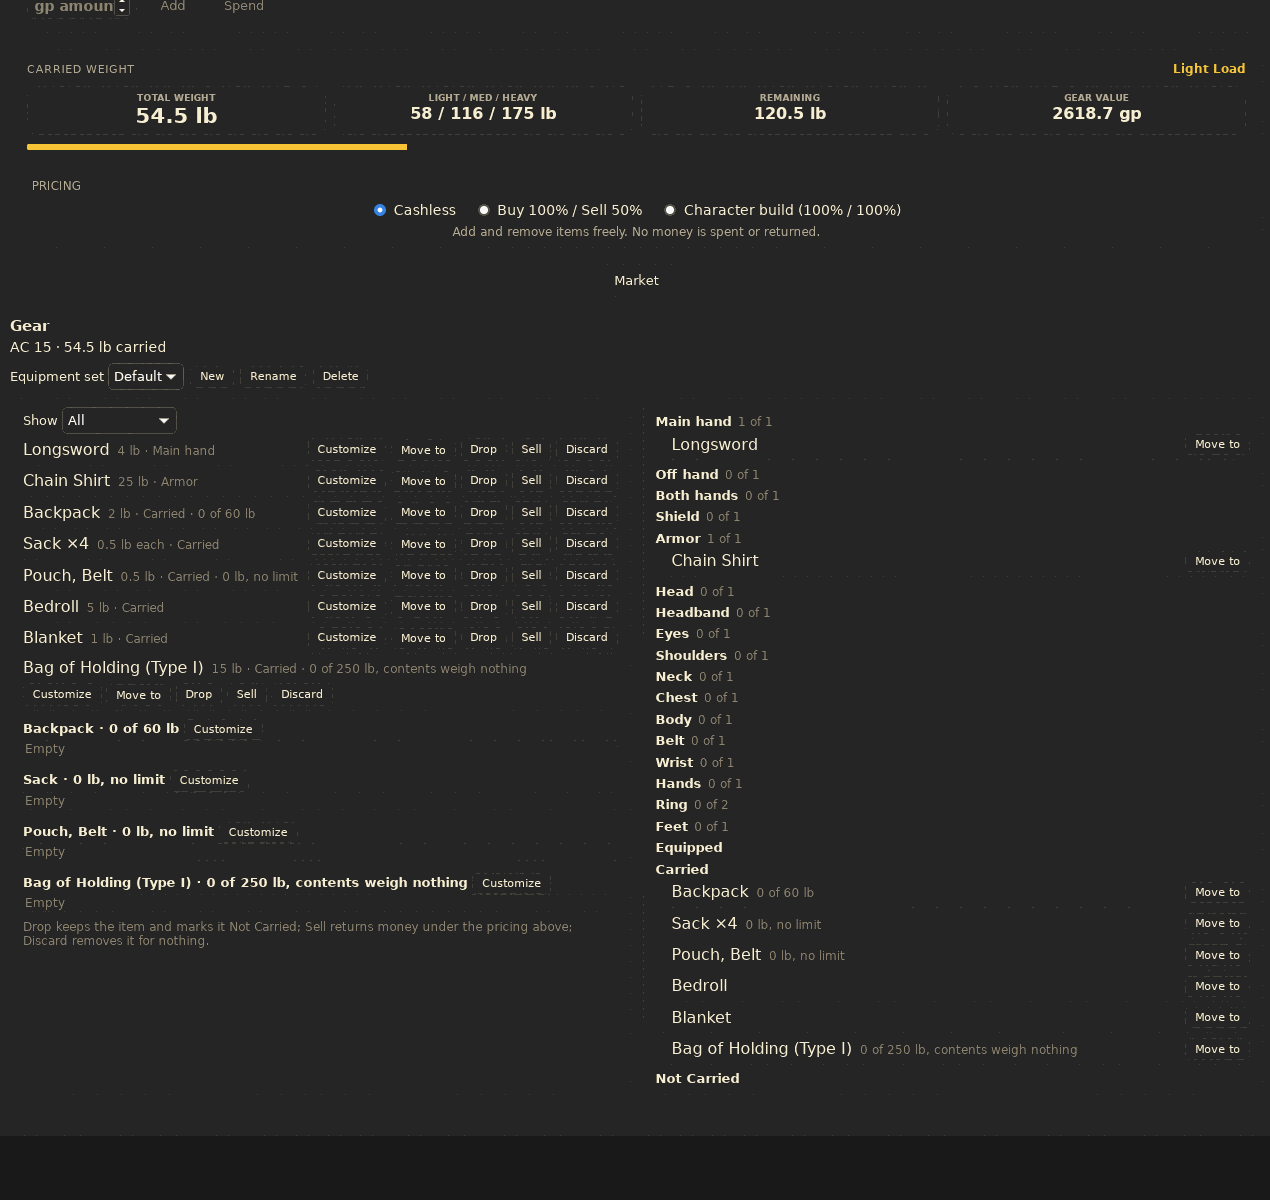 gp amoun Add Spend
CARRIED WEIGHT Light Load
TOTAL WEIGHT
54.5 lb
LIGHT / MED / HEAVY
58 / 116 / 175 lb
REMAINING
120.5 lb
GEAR VALUE
2618.7 gp
PRICING
Cashless Buy 100% / Sell 50% Character build (100% / 100%)
Add and remove items freely. No money is spent or returned.
Market
Gear
AC 15 · 54.5 lb carried
Equipment set Default New Rename Delete
Show All
Longsword 4 lb · Main hand Customize Move to Drop Sell Discard
Chain Shirt 25 lb · Armor Customize Move to Drop Sell Discard
Backpack 2 lb · Carried · 0 of 60 lb Customize Move to Drop Sell Discard
Sack ×4 0.5 lb each · Carried Customize Move to Drop Sell Discard
Pouch, Belt 0.5 lb · Carried · 0 lb, no limit Customize Move to Drop Sell Discard
Bedroll 5 lb · Carried Customize Move to Drop Sell Discard
Blanket 1 lb · Carried Customize Move to Drop Sell Discard
Bag of Holding (Type I) 15 lb · Carried · 0 of 250 lb, contents weigh nothing
Customize Move to Drop Sell Discard
Backpack · 0 of 60 lb Customize
Empty
Sack · 0 lb, no limit Customize
Empty
Pouch, Belt · 0 lb, no limit Customize
Empty
Bag of Holding (Type I) · 0 of 250 lb, contents weigh nothing Customize
Empty
Drop keeps the item and marks it Not Carried; Sell returns money under the pricing above;
Discard removes it for nothing.
Main hand 1 of 1
Longsword Move to
Off hand 0 of 1
Both hands 0 of 1
Shield 0 of 1
Armor 1 of 1
Chain Shirt Move to
Head 0 of 1
Headband 0 of 1
Eyes 0 of 1
Shoulders 0 of 1
Neck 0 of 1
Chest 0 of 1
Body 0 of 1
Belt 0 of 1
Wrist 0 of 1
Hands 0 of 1
Ring 0 of 2
Feet 0 of 1
Equipped
Carried
Backpack 0 of 60 lb Move to
Sack ×4 0 lb, no limit Move to
Pouch, Belt 0 lb, no limit Move to
Bedroll Move to
Blanket Move to
Bag of Holding (Type I) 0 of 250 lb, contents weigh nothing Move to
Not Carried